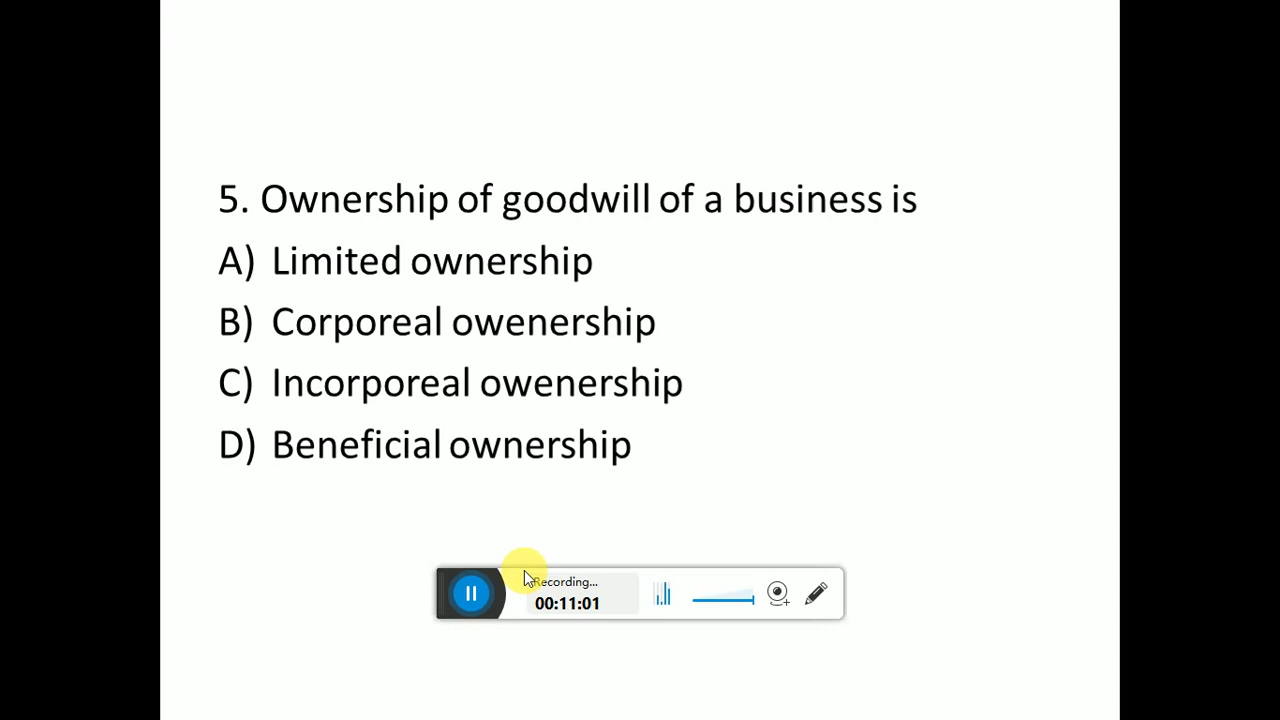 5. Ownership of goodwill of a business is
A) Limited ownership
B) Corporeal owenership
C) Incorporeal owenership
D) Beneficial ownership
Recording...
00:11:01